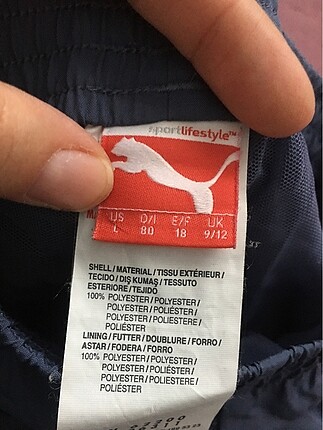 sportlifestyle™
US D/I E/F UK
L 80 18 9/12
SHELL / MATERIAL / TISSU EXTÉRIEUR /
TECIDO / DIŞ KUMAŞ / TESSUTO
ESTERIORE / TEJIDO
100% POLYESTER / POLYESTER /
POLYESTER / POLYESTER /
POLYESTER / POLIESTERE /
POLIÉSTER
LINING / FUTTER / DOUBLURE / FORRO /
ASTAR / FODERA / FORRO
100% POLYESTER / POLYESTER /
POLYESTER / POLYESTER /
POLYESTER / POLIESTERE /
POLIÉSTER